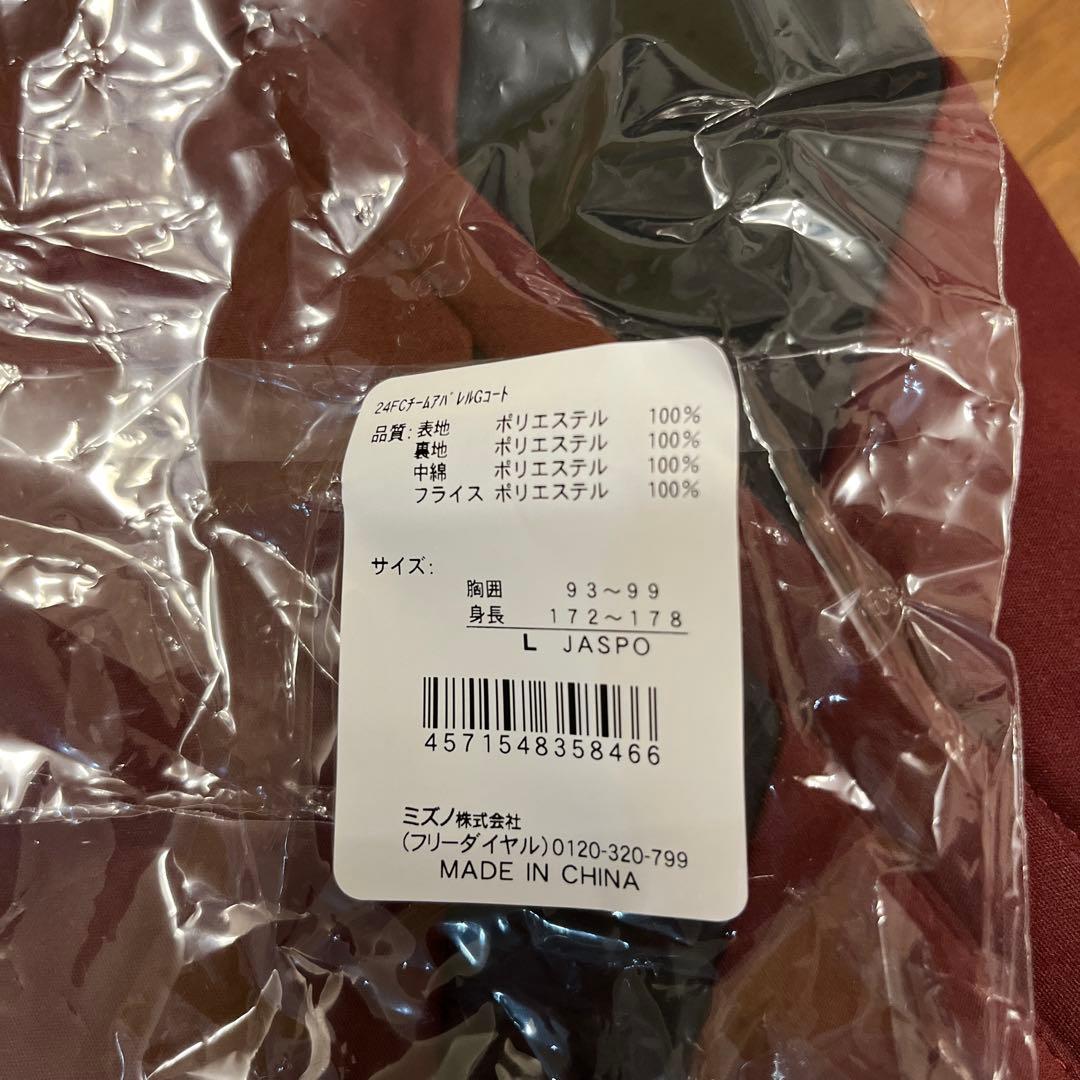 24FCﾁｰﾑｱﾊﾟﾚﾙGｺｰﾄ
品質: 表地 ポリエステル 100%
裏地 ポリエステル 100%
中綿 ポリエステル 100%
フライス ポリエステル 100%
サイズ:
胸囲 93~99
身長 172~178
L JASPO
4571548358466
ミズノ株式会社
(フリーダイヤル)0120-320-799
MADE IN CHINA